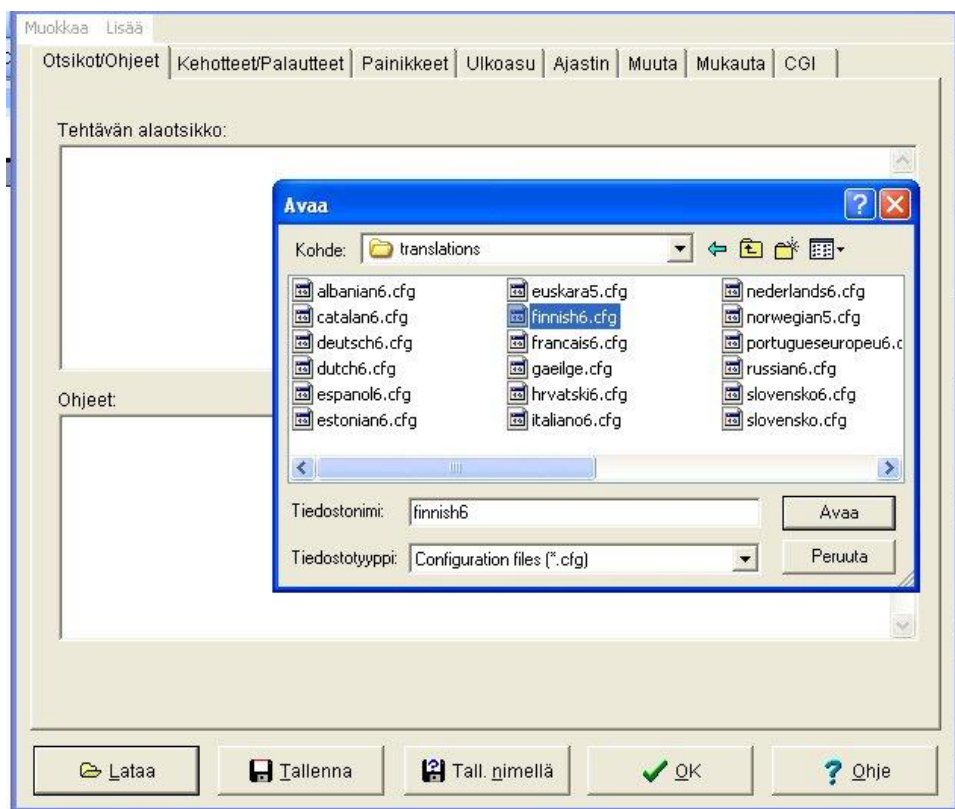 Muokkaa Lisää
Otsikot/Ohjeet Kehotteet/Palautteet Painikkeet Ulkoasu Ajastin Muuta Mukauta CGI
Tehtävän alaotsikko:
Avaa
Kohde: translations
albanian6.cfg euskara5.cfg nederlands6.cfg
catalan6.cfg finnish6.cfg norwegian5.cfg
deutsch6.cfg francais6.cfg portugueseuropeu6.c
dutch6.cfg gaeilge.cfg russian6.cfg
espanol6.cfg hrvatski6.cfg slovensko6.cfg
estonian6.cfg italiano6.cfg slovensko.cfg
Ohjeet:
Tiedostonimi: finnish6 Avaa
Tiedostotyyppi: Configuration files (*.cfg) Peruuta
Lataa Tallenna Tall. nimellä OK Ohje